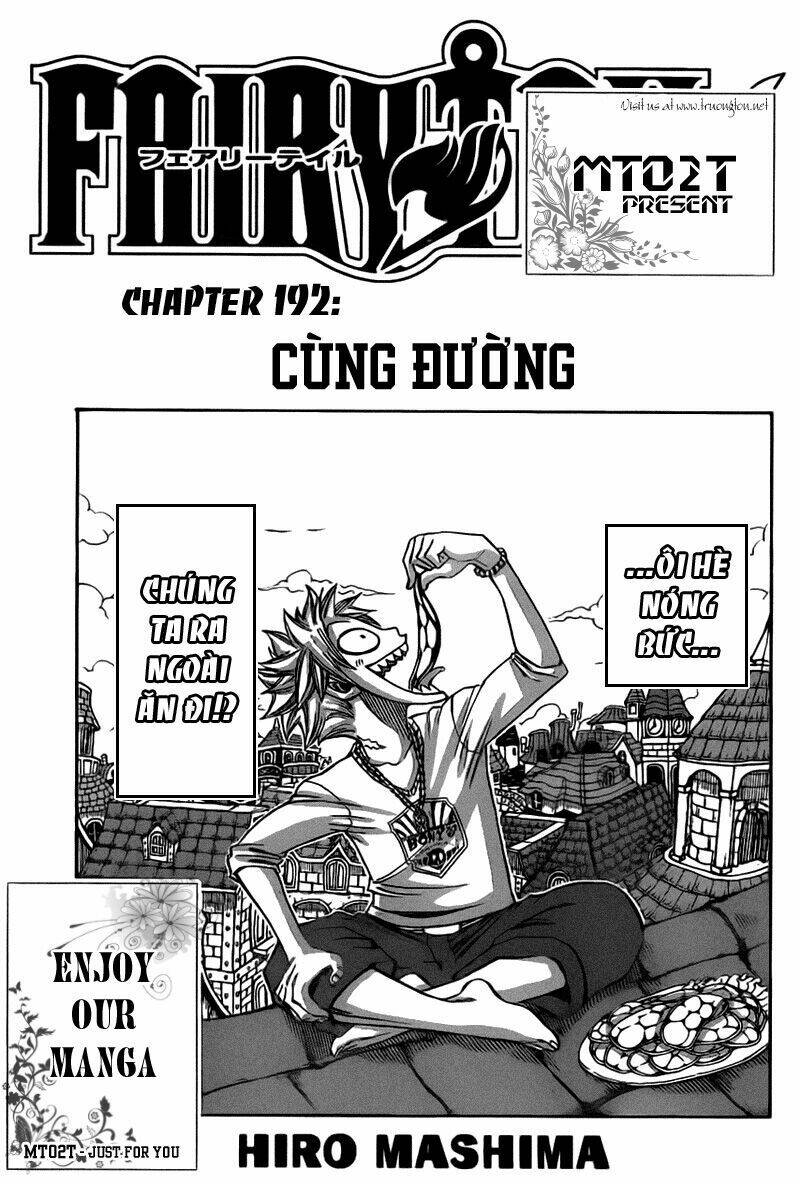 FAIRY TAIL
フェアリーテイル
Visit us at www.truongton.net
MTO2T
PRESENT
CHAPTER 192:
CÙNG ĐƯỜNG
...ÔI HÈ
NÓNG
BỨC...
CHÚNG
TA RA
NGOÀI
ĂN ĐI!?
ENJOY
OUR
MANGA
MTO2T - JUST FOR YOU
HIRO MASHIMA